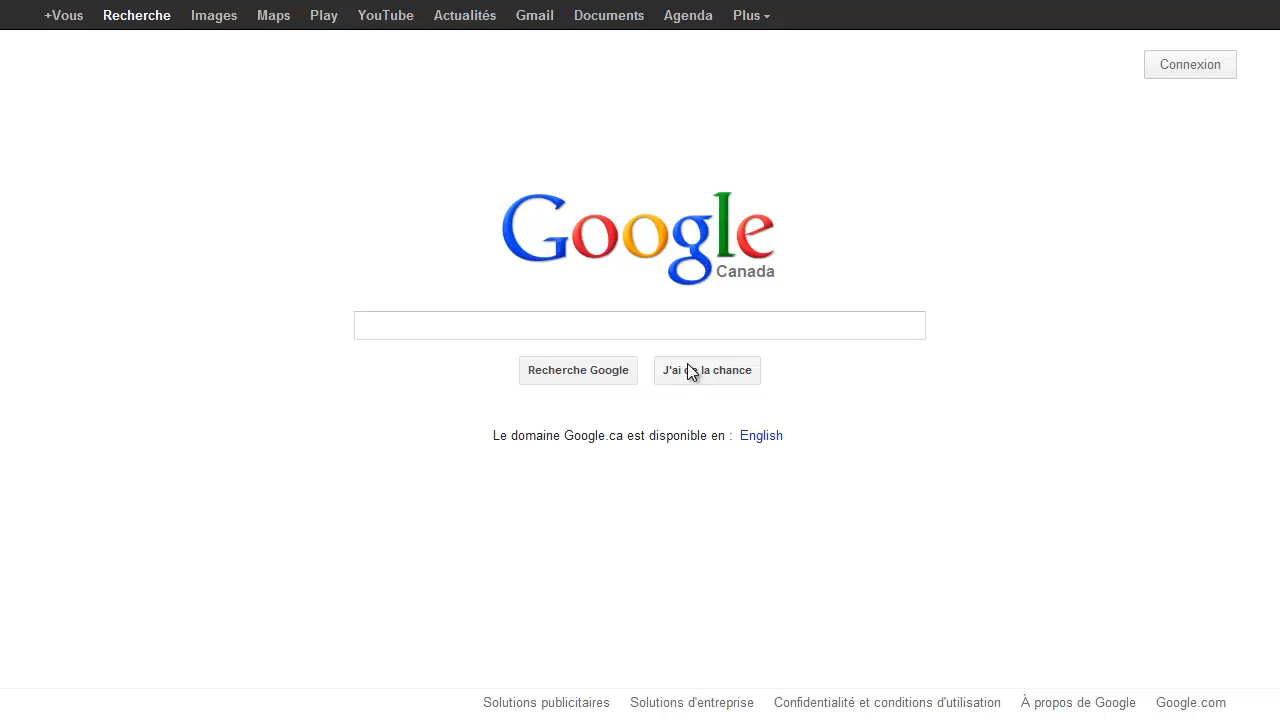 +Vous Recherche Images Maps Play YouTube Actualités Gmail Documents Agenda Plus
Connexion
Google
Canada
Recherche Google J'ai de la chance
Le domaine Google.ca est disponible en : English
Solutions publicitaires Solutions d'entreprise Confidentialité et conditions d'utilisation À propos de Google Google.com